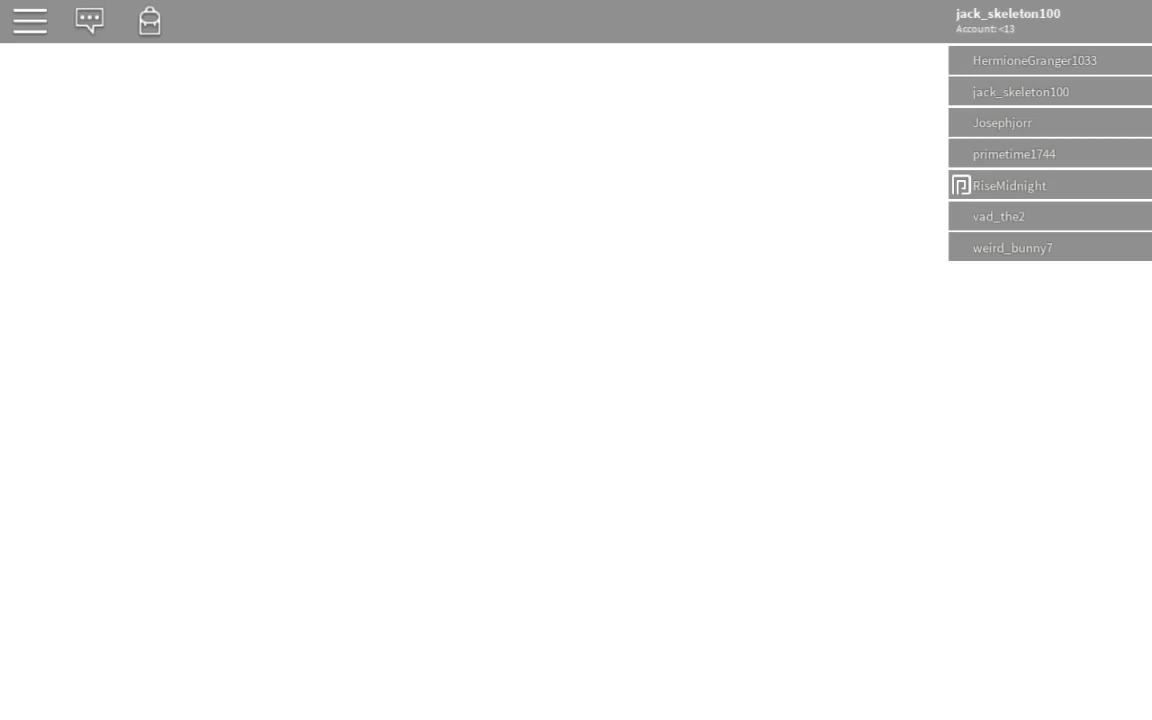 jack_skeleton100
Account: <13
HermioneGranger1033
jack_skeleton100
Josephjorr
primetime1744
RiseMidnight
vad_the2
weird_bunny7